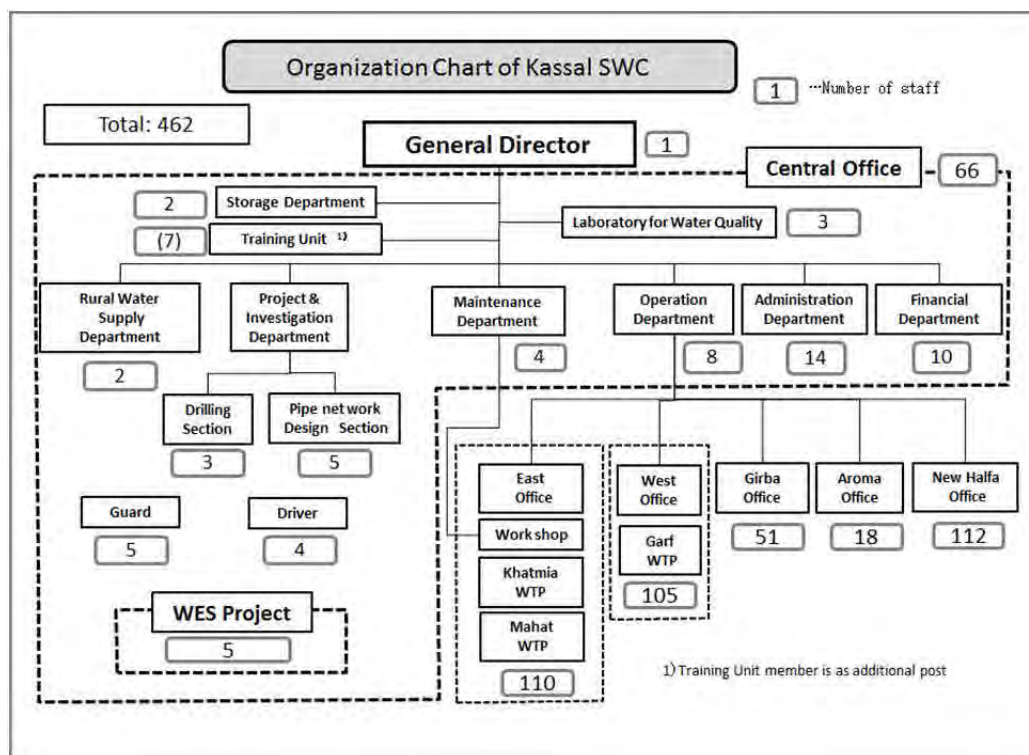 Organization Chart of Kassal SWC
1 …Number of staff
Total: 462
General Director
1
Central Office
66
2
Storage Department
Laboratory for Water Quality
3
(7)
Training Unit 1)
Rural Water
Supply
Department
2
Project &
Investigation
Department
Maintenance
Department
4
Operation
Department
8
Administration
Department
14
Financial
Department
10
Drilling
Section
3
Pipe net work
Design Section
5
Guard
5
Driver
4
WES Project
5
East
Office
Work shop
Khatmia
WTP
Mahat
WTP
110
West
Office
Garf
WTP
105
Girba
Office
51
Aroma
Office
18
New Halfa
Office
112
1) Training Unit member is as additional post